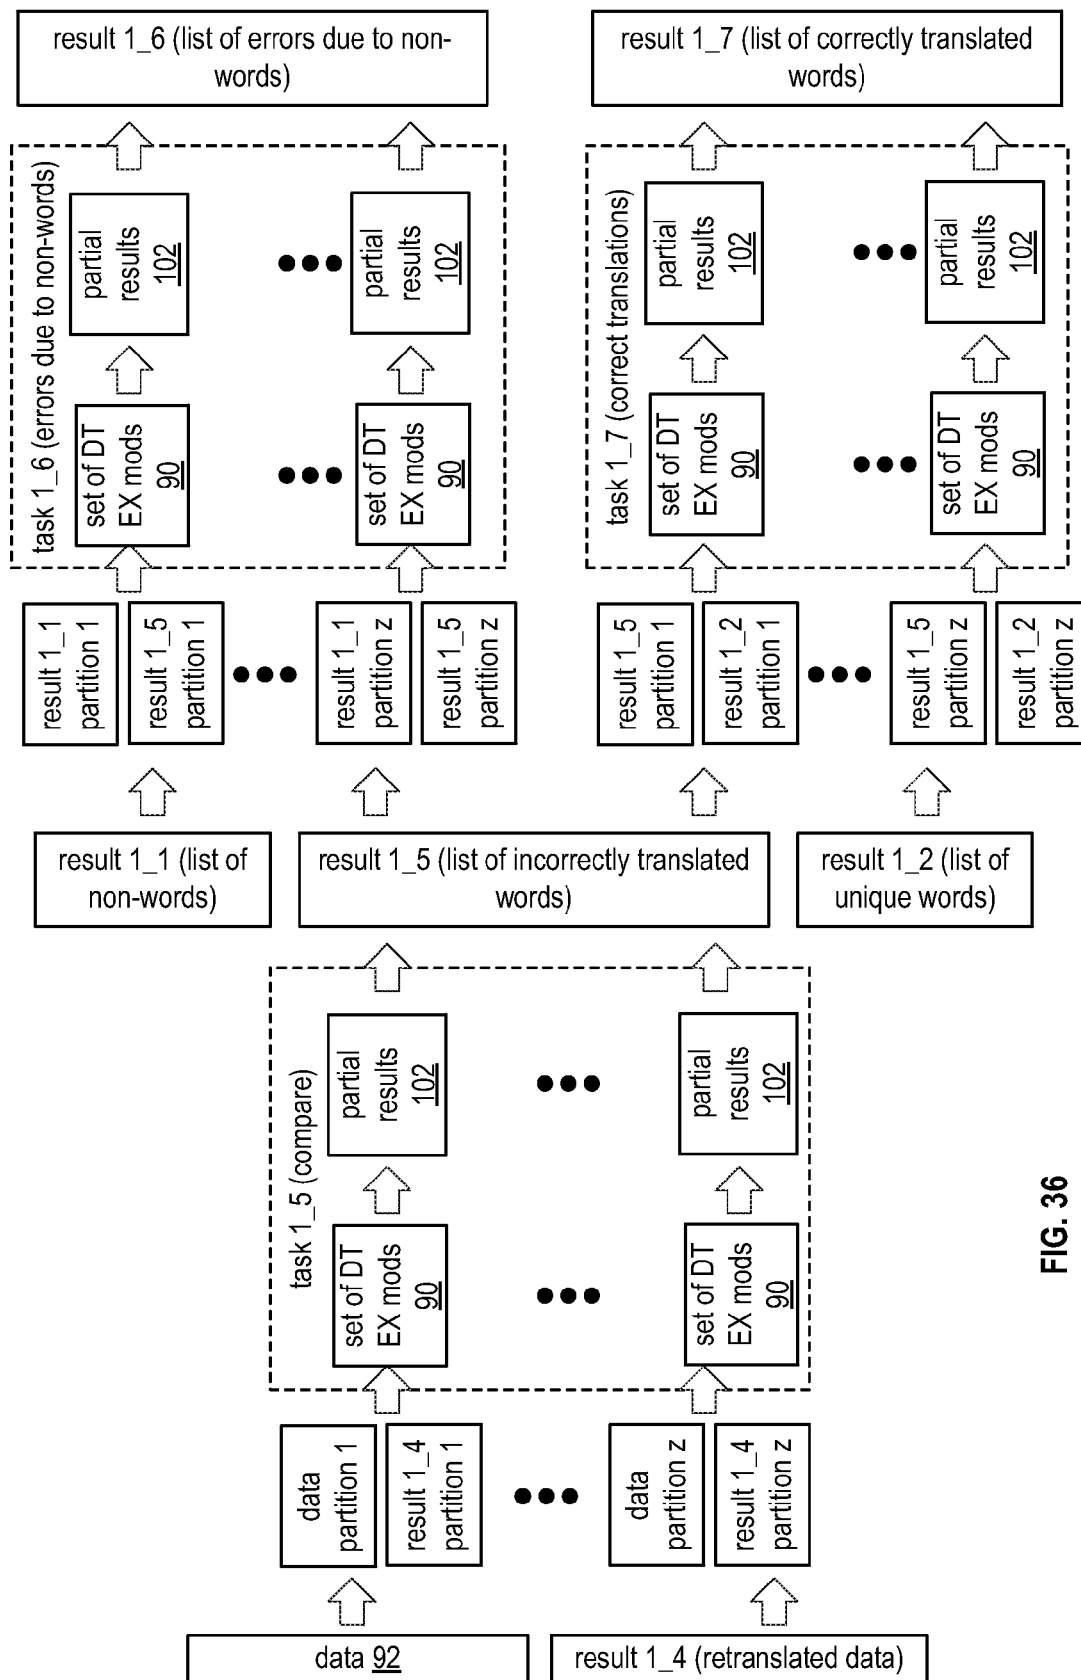 result 1_6 (list of errors due to non-
words)
result 1_7 (list of correctly translated
words)
task 1_6 (errors due to non-words)
partial
results
102
partial
results
102
set of DT
EX mods
90
set of DT
EX mods
90
task 1_7 (correct translations)
partial
results
102
partial
results
102
set of DT
EX mods
90
set of DT
EX mods
90
result 1_1
partition 1
result 1_5
partition 1
result 1_1
partition z
result 1_5
partition z
result 1_5
partition 1
result 1_2
partition 1
result 1_5
partition z
result 1_2
partition z
result 1_1 (list of
non-words)
result 1_5 (list of incorrectly translated
words)
result 1_2 (list of
unique words)
task 1_5 (compare)
partial
results
102
partial
results
102
set of DT
EX mods
90
set of DT
EX mods
90
data
partition 1
result 1_4
partition 1
data
partition z
result 1_4
partition z
data 92
result 1_4 (retranslated data)
FIG. 36